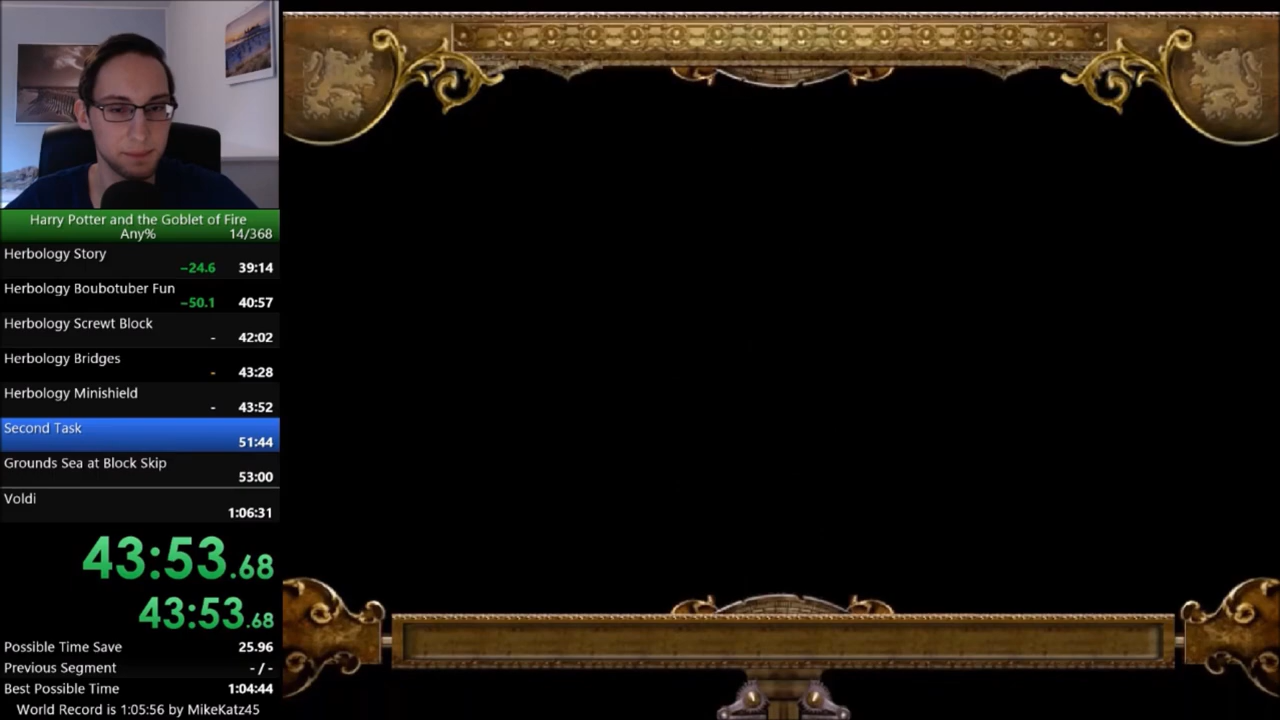 Harry Potter and the Goblet of Fire
Any% 14/368
Herbology Story
-24.6 39:14
Herbology Boubotuber Fun
-50.1 40:57
Herbology Screwt Block
- 42:02
Herbology Bridges
- 43:28
Herbology Minishield
- 43:52
Second Task
51:44
Grounds Sea at Block Skip
53:00
Voldi
1:06:31
43:53.68
43:53.68
Possible Time Save 25.96
Previous Segment - / -
Best Possible Time 1:04:44
World Record is 1:05:56 by MikeKatz45